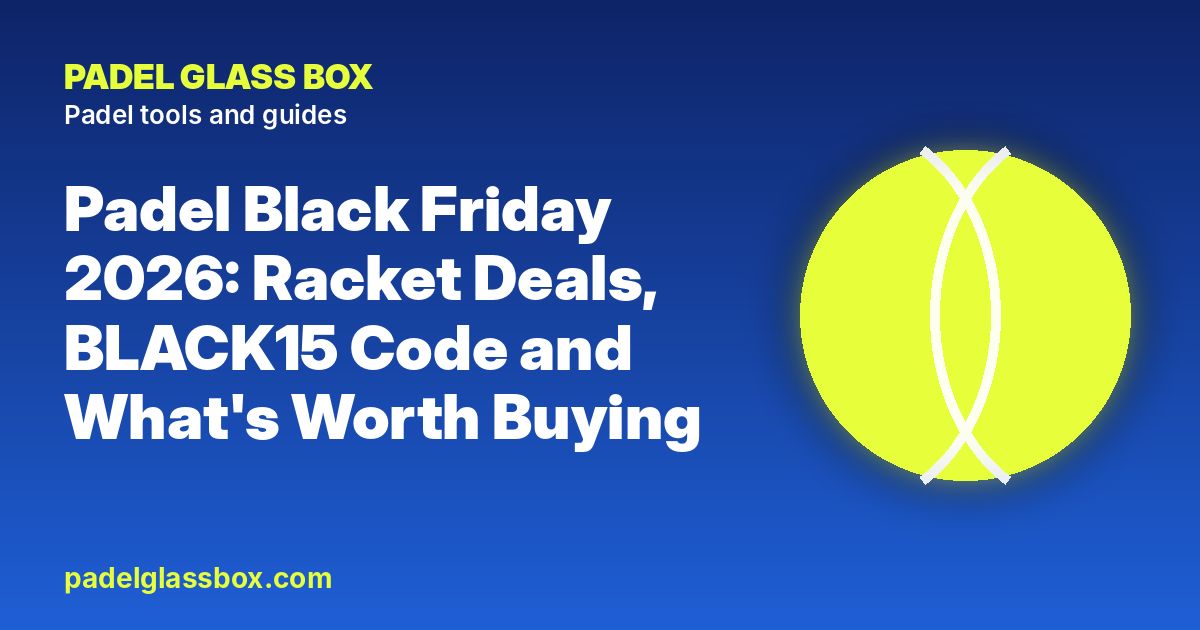 PADEL GLASS BOX
Padel tools and guides
Padel Black Friday
2026: Racket Deals,
BLACK15 Code and
What's Worth Buying
padelglassbox.com